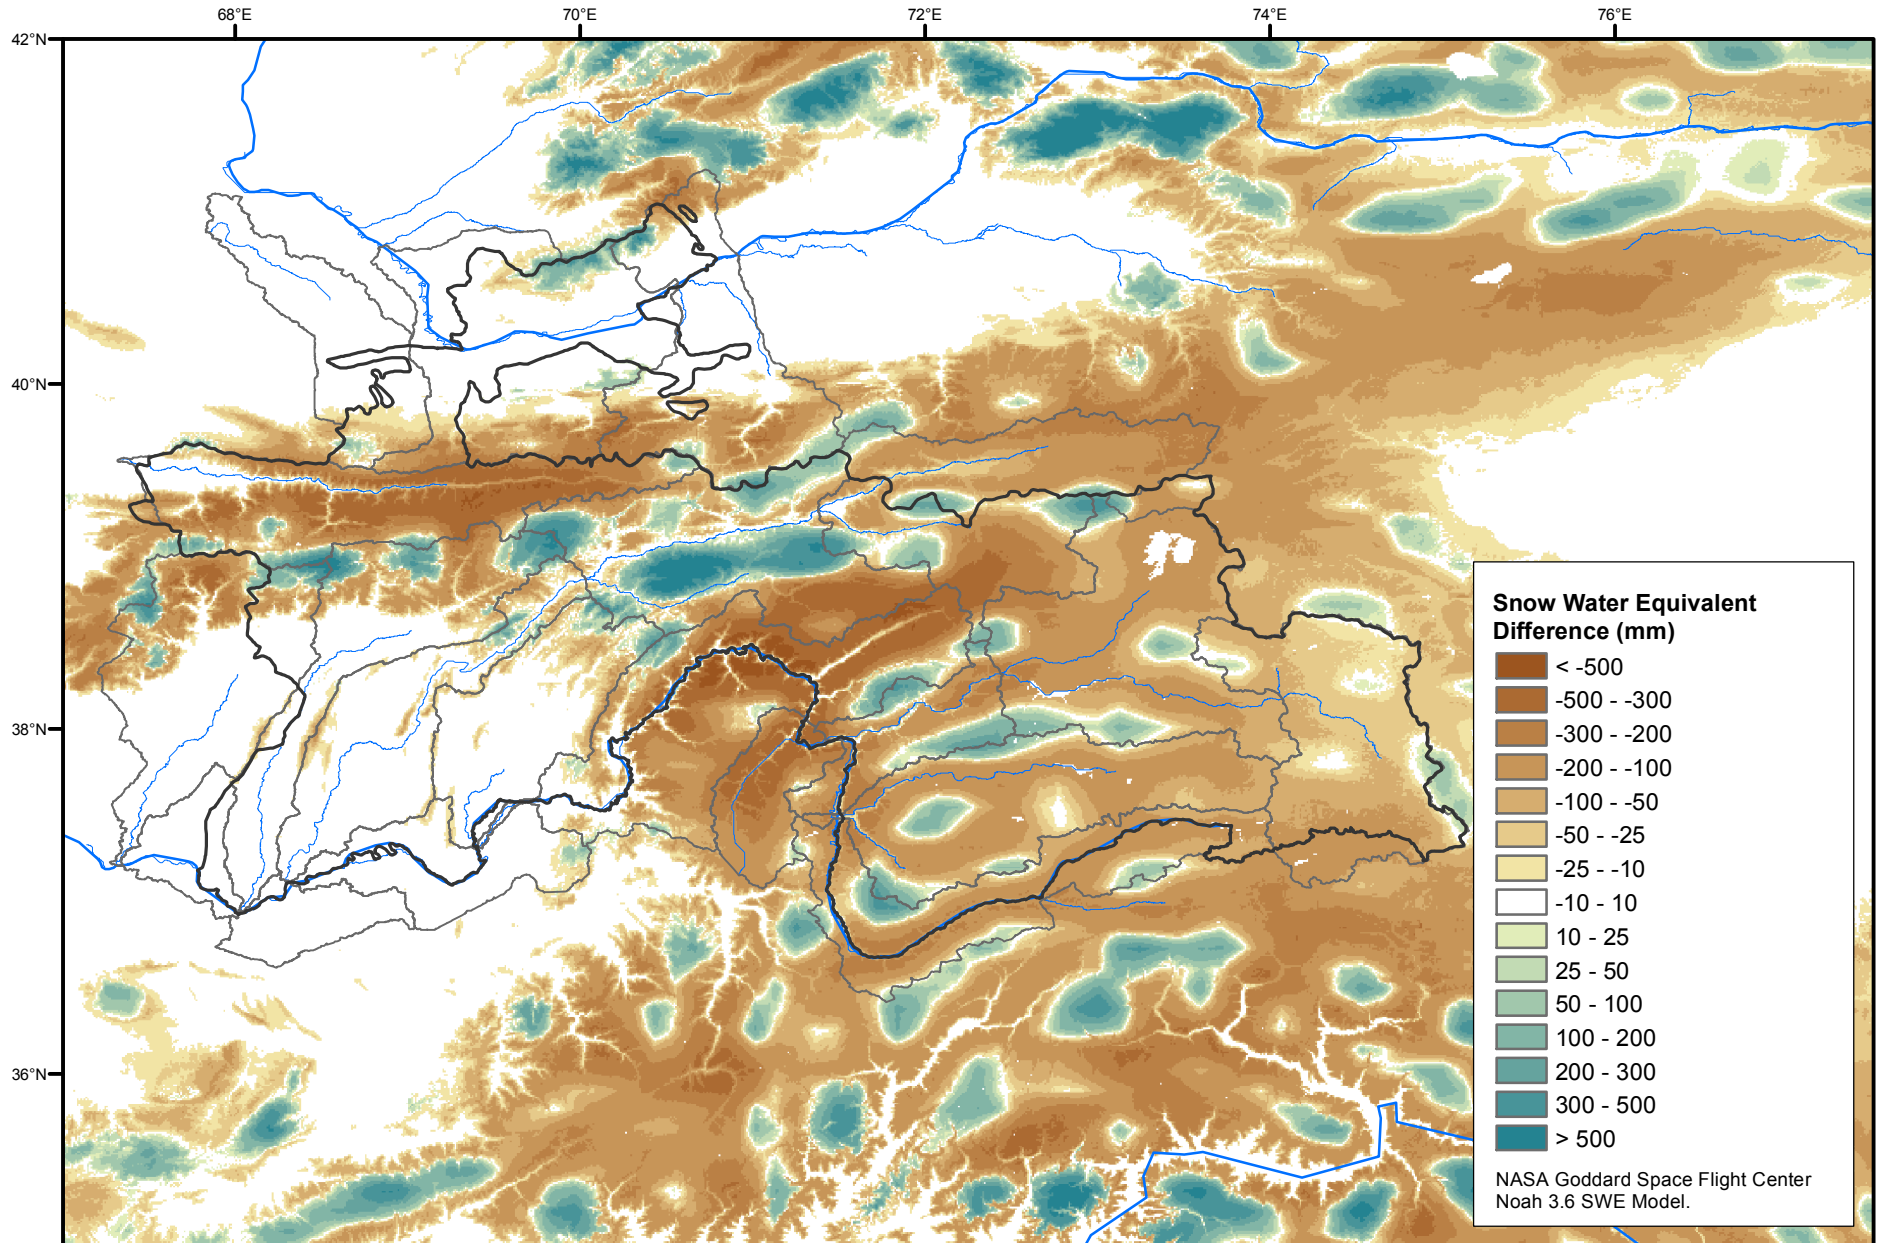 68°E
70°E
72°E
74°E
76°E
42°N
40°N
38°N
36°N
Snow Water Equivalent
Difference (mm)
< -500
-500 - -300
-300 - -200
-200 - -100
-100 - -50
-50 - -25
-25 - -10
-10 - 10
10 - 25
25 - 50
50 - 100
100 - 200
200 - 300
300 - 500
> 500
NASA Goddard Space Flight Center
Noah 3.6 SWE Model.